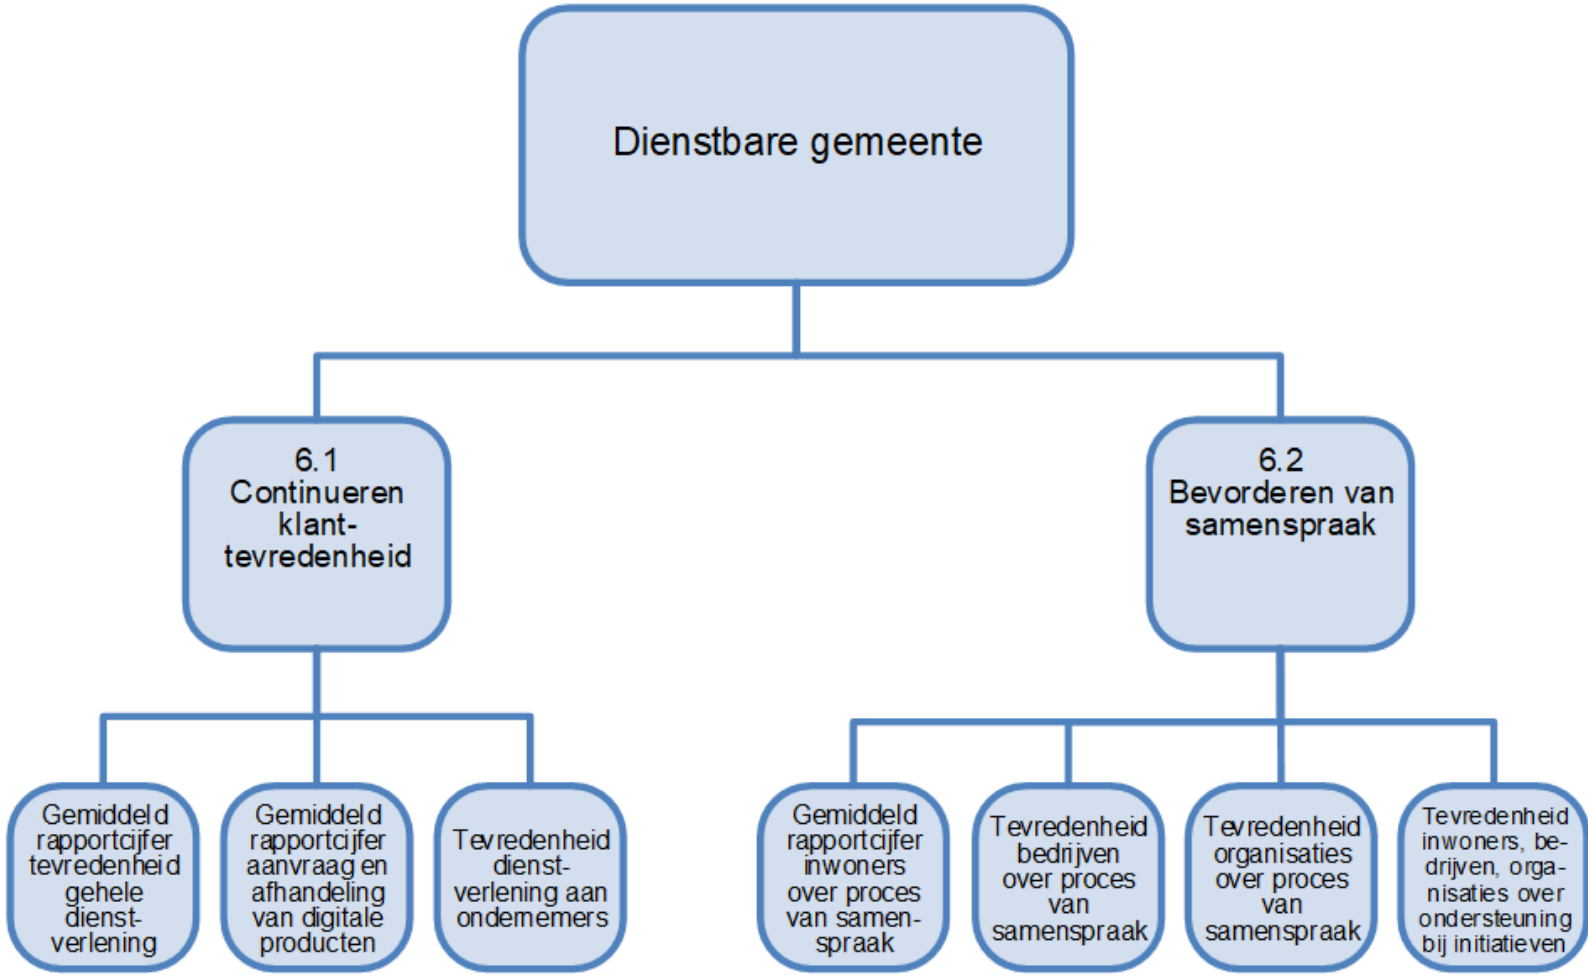 Dienstbare gemeente
6.1
Continueren
klant-
tevredenheid
6.2
Bevorderen van
samenspraak
Gemiddeld
rapportcijfer
tevredenheid
gehele
dienst-
verlening
Gemiddeld
rapportcijfer
aanvraag en
afhandeling
van digitale
producten
Tevredenheid
dienst-
verlening aan
ondernemers
Gemiddeld
rapportcijfer
inwoners
over proces
van samen-
spraak
Tevredenheid
bedrijven
over proces
van
samenspraak
Tevredenheid
organisaties
over proces
van
samenspraak
Tevredenheid
inwoners, be-
drijven, orga-
nisaties over
ondersteuning
bij initiatieven